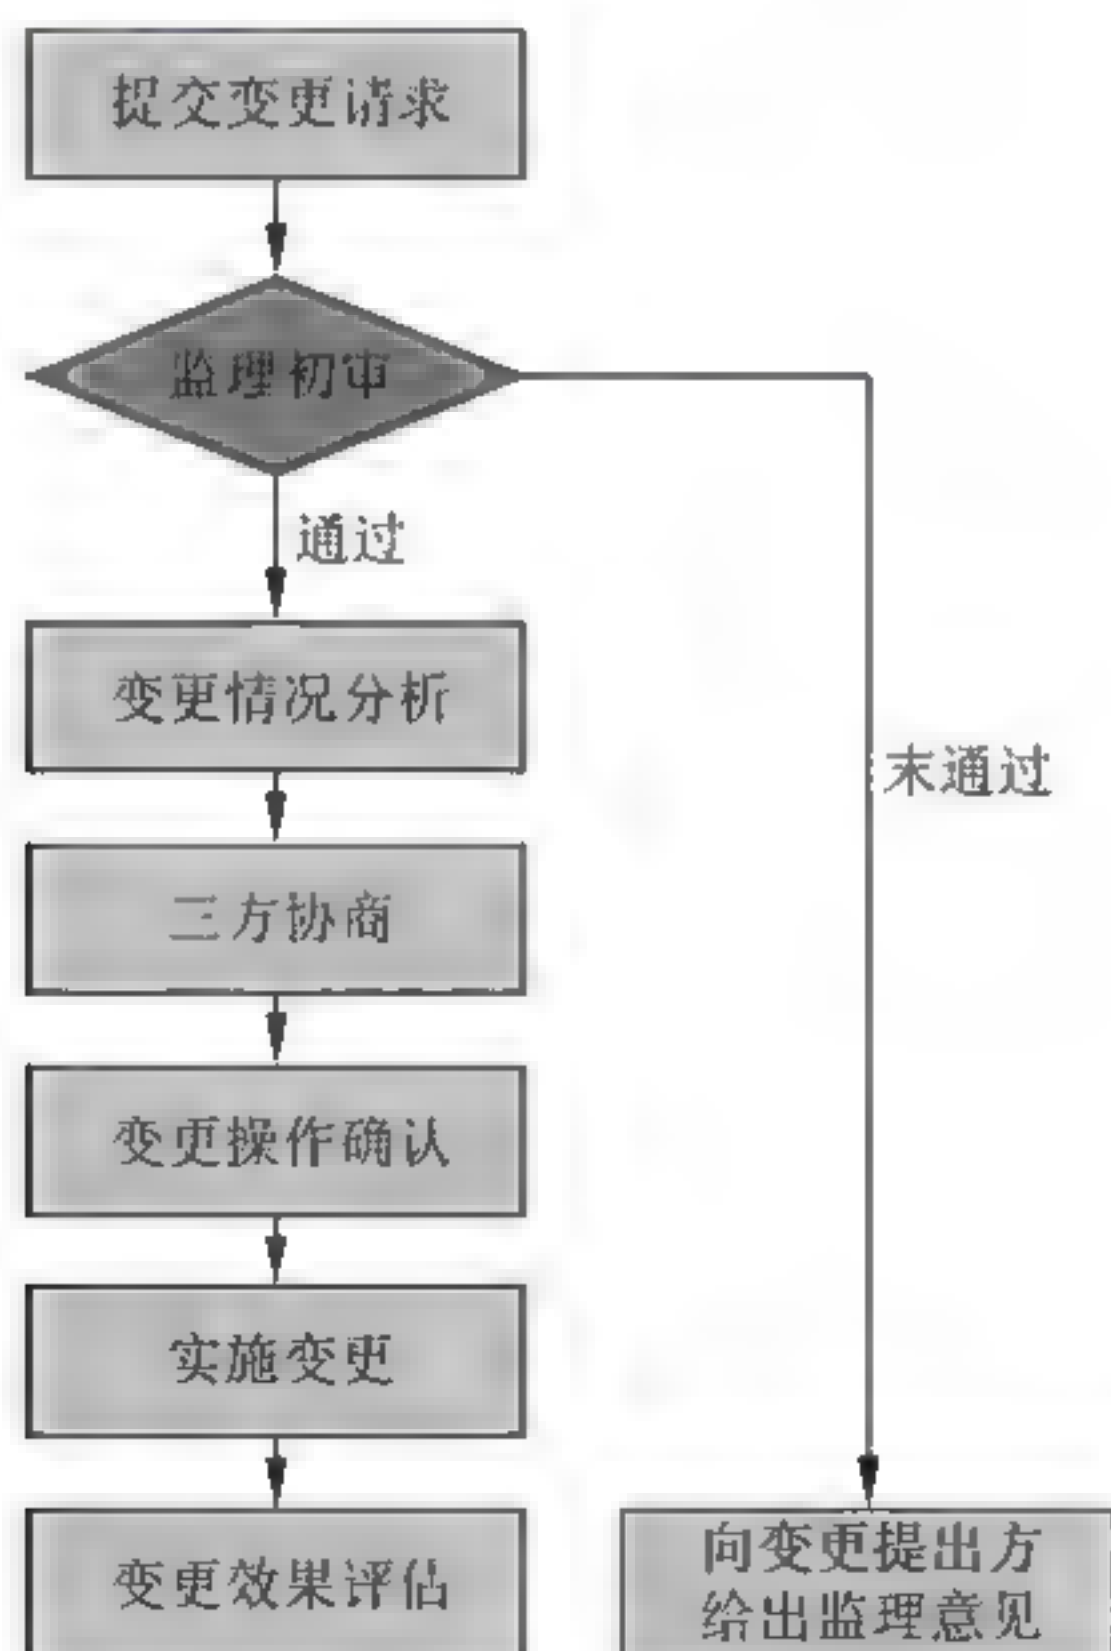 提交变更请求
监理初审
通过
变更情况分析
末通过
三方协商
变更操作确认
实施变更
变更效果评估
向变更提出方
给出监理意见